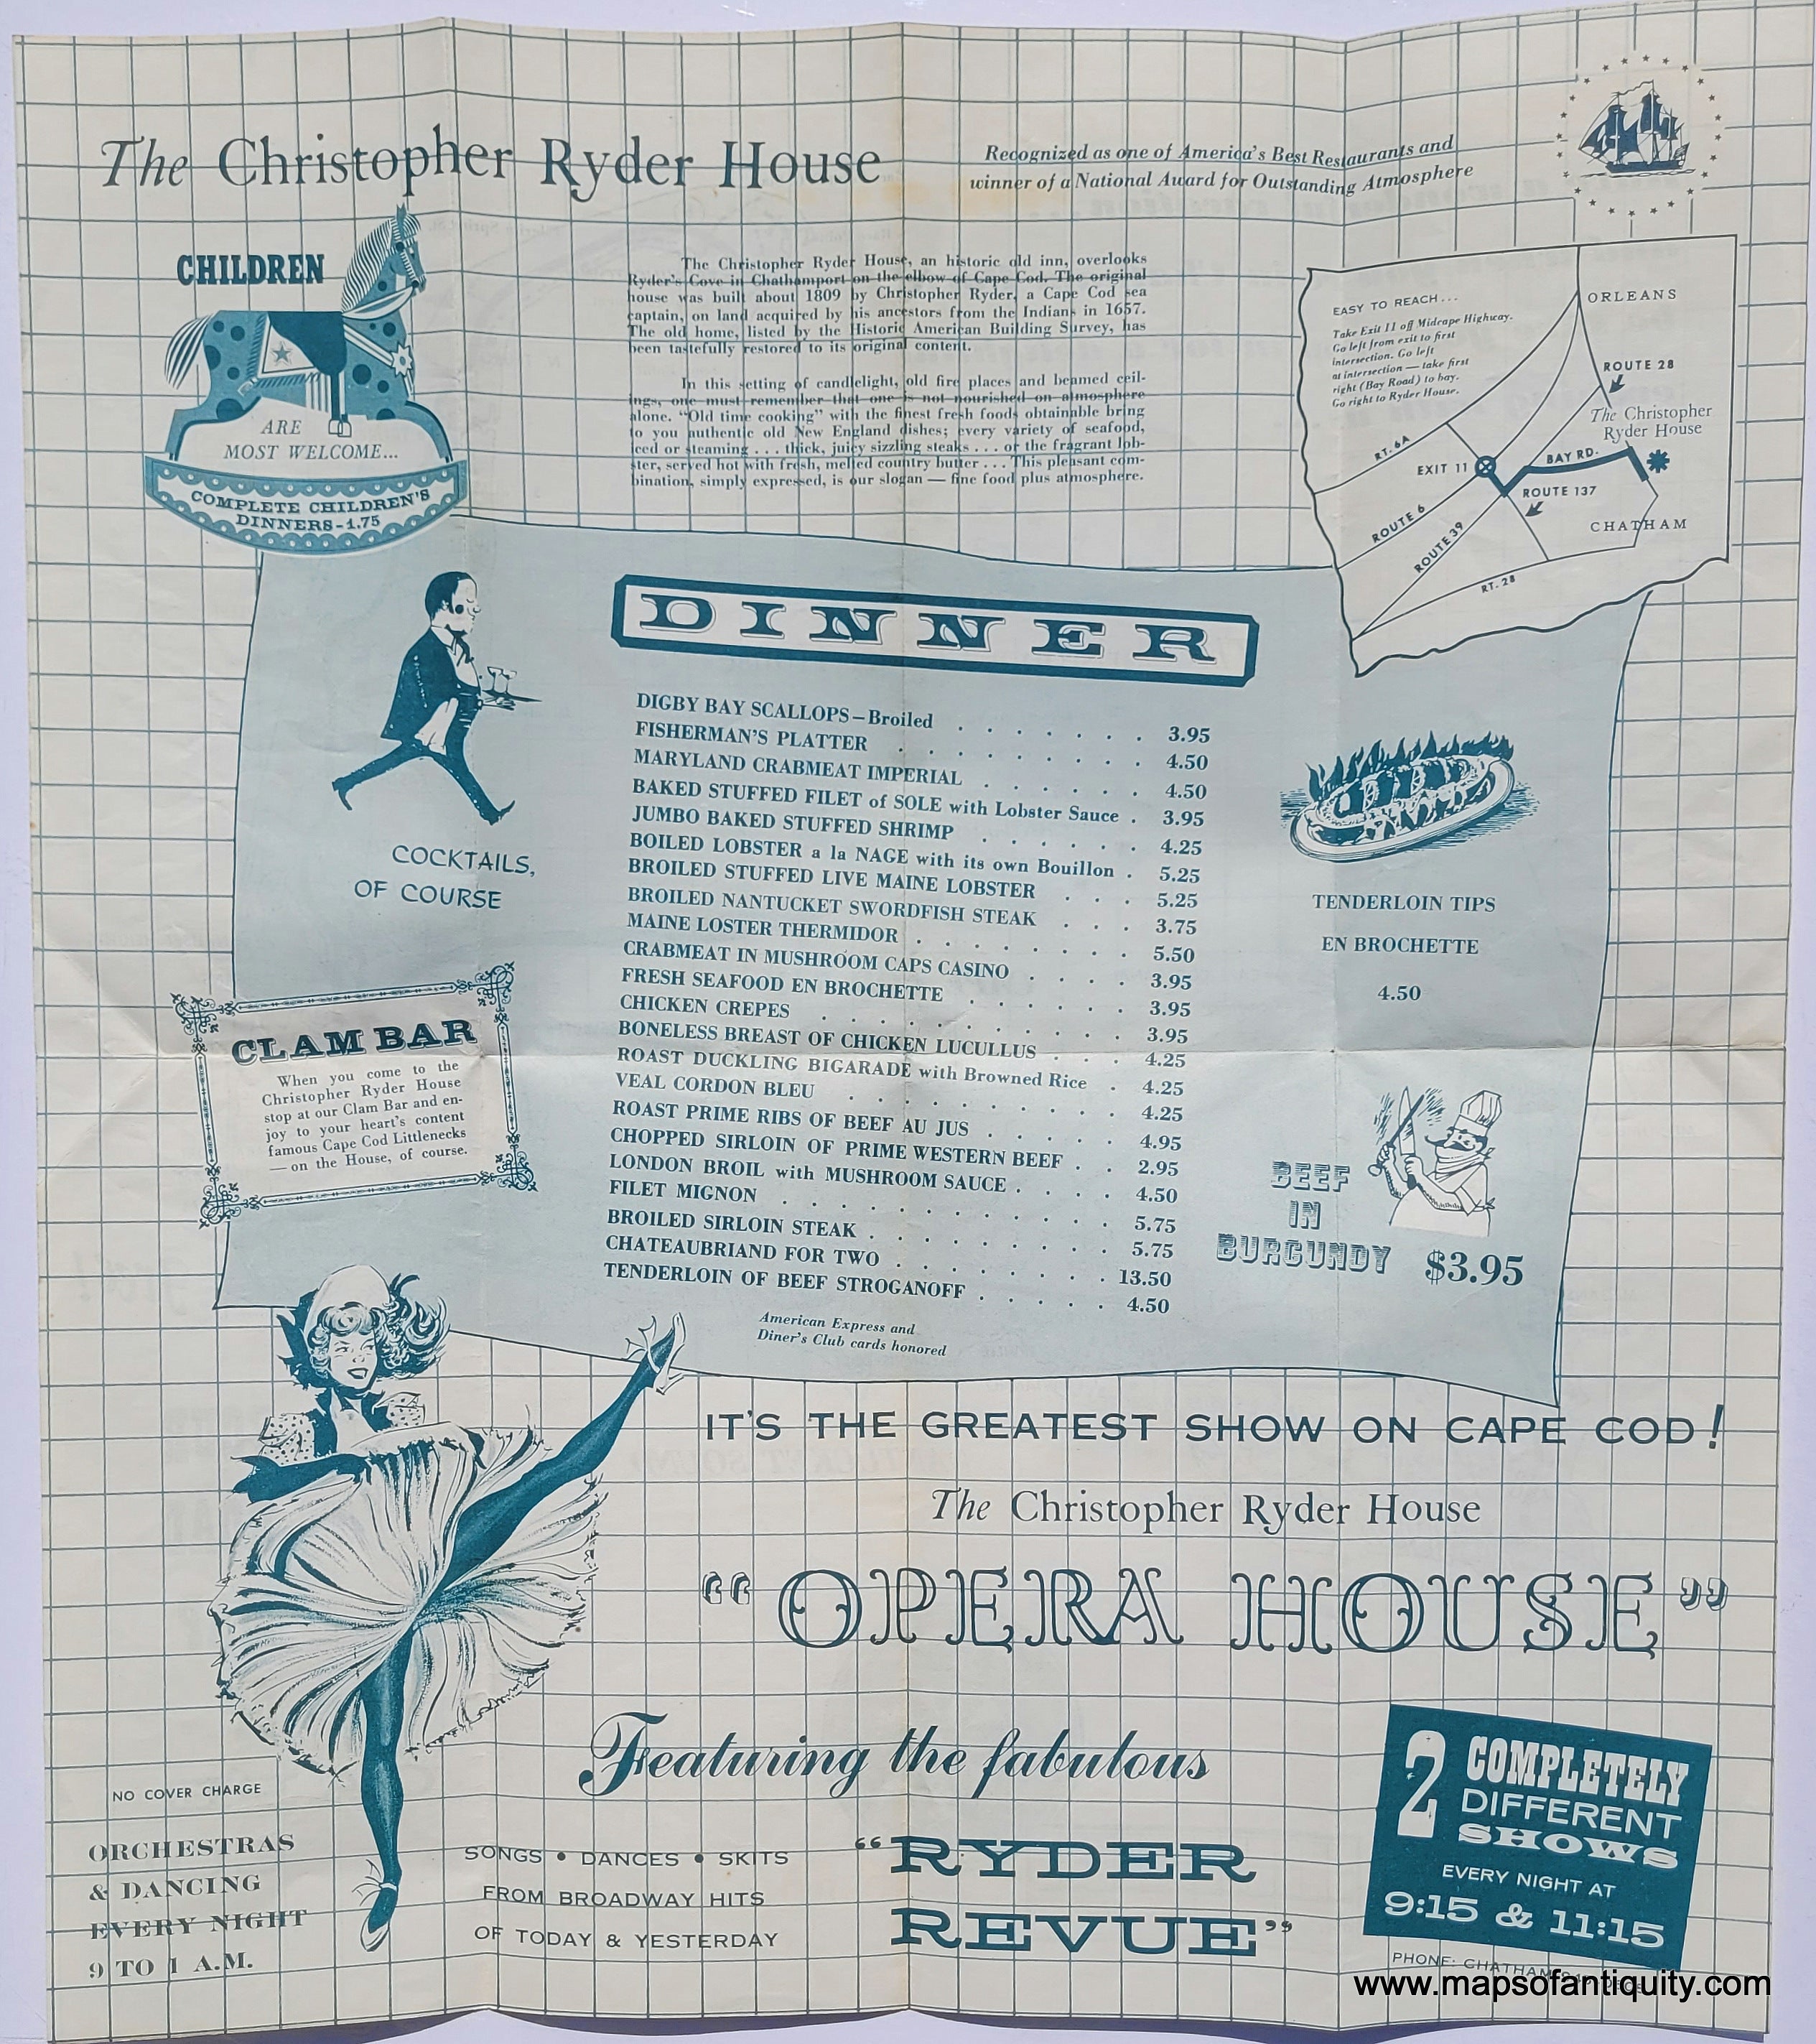 The Christopher Ryder House
Recognized as one of America's Best Restaurants and
winner of a National Award for Outstanding Atmosphere
CHILDREN
ARE
MOST WELCOME...
COMPLETE CHILDREN'S
DINNERS-1.75
The Christopher Ryder House, an historic old inn, overlooks
Ryder's Cove in Chathamport on the elbow of Cape Cod. The original
house was built about 1809 by Christopher Ryder, a Cape Cod sea
captain, on land acquired by his ancestors from the Indians in 1657.
The old home, listed by the Historic American Building Survey, has
been tastefully restored to its original content.
In this setting of candlelight, old fire places and beamed ceil-
ings, one must remember that one is not nourished on atmosphere
alone. "Old time cooking" with the finest fresh foods obtainable bring
to you authentic old New England dishes; every variety of seafood,
iced or steaming . . . thick, juicy sizzling steaks . . . or the fragrant lob-
ster, served hot with fresh, melted country butter . . . This pleasant com-
bination, simply expressed, is our slogan — fine food plus atmosphere.
EASY TO REACH...
Take Exit 11 off Midcape Highway.
Go left from exit to first
intersection. Go left
at intersection — take first
right (Bay Road) to bay.
Go right to Ryder House.
ORLEANS
ROUTE 28
The Christopher
Ryder House
RT. 6A
EXIT 11
BAY RD.
ROUTE 137
ROUTE 6
ROUTE 39
CHATHAM
RT. 28
DINNER
DIGBY BAY SCALLOPS—Broiled . . . . . . . 3.95
FISHERMAN'S PLATTER . . . . . . . . . 4.50
MARYLAND CRABMEAT IMPERIAL . . . . . . 4.50
BAKED STUFFED FILET of SOLE with Lobster Sauce . 3.95
JUMBO BAKED STUFFED SHRIMP . . . . . . 4.25
BOILED LOBSTER a la NAGE with its own Bouillon . 5.25
BROILED STUFFED LIVE MAINE LOBSTER . . . 5.25
BROILED NANTUCKET SWORDFISH STEAK . . . 3.75
MAINE LOSTER THERMIDOR . . . . . . . . 5.50
CRABMEAT IN MUSHROOM CAPS CASINO . . . . 3.95
FRESH SEAFOOD EN BROCHETTE . . . . . . 3.95
CHICKEN CREPES . . . . . . . . . . 3.95
BONELESS BREAST OF CHICKEN LUCULLUS . . . 4.25
ROAST DUCKLING BIGARADE with Browned Rice . 4.25
VEAL CORDON BLEU . . . . . . . . . 4.25
ROAST PRIME RIBS OF BEEF AU JUS . . . . . 4.95
CHOPPED SIRLOIN OF PRIME WESTERN BEEF . . 2.95
LONDON BROIL with MUSHROOM SAUCE . . . . 4.50
FILET MIGNON . . . . . . . . . . . 5.75
BROILED SIRLOIN STEAK . . . . . . . . . 5.75
CHATEAUBRIAND FOR TWO . . . . . . . . 13.50
TENDERLOIN OF BEEF STROGANOFF . . . . . 4.50
American Express and
Diner's Club cards honored
COCKTAILS,
OF COURSE
CLAM BAR
When you come to the
Christopher Ryder House
stop at our Clam Bar and en-
joy to your heart's content
famous Cape Cod Littlenecks
— on the House, of course.
TENDERLOIN TIPS
EN BROCHETTE
4.50
BEEF
IN
BURGUNDY $3.95
IT'S THE GREATEST SHOW ON CAPE COD!
The Christopher Ryder House
"OPERA HOUSE"
Featuring the fabulous
"RYDER
REVUE"
NO COVER CHARGE
ORCHESTRAS
& DANCING
EVERY NIGHT
9 TO 1 A.M.
SONGS • DANCES • SKITS
FROM BROADWAY HITS
OF TODAY & YESTERDAY
2 COMPLETELY
DIFFERENT
SHOWS
EVERY NIGHT AT
9:15 & 11:15
PHONE: CHATHAM
www.mapsofantiquity.com